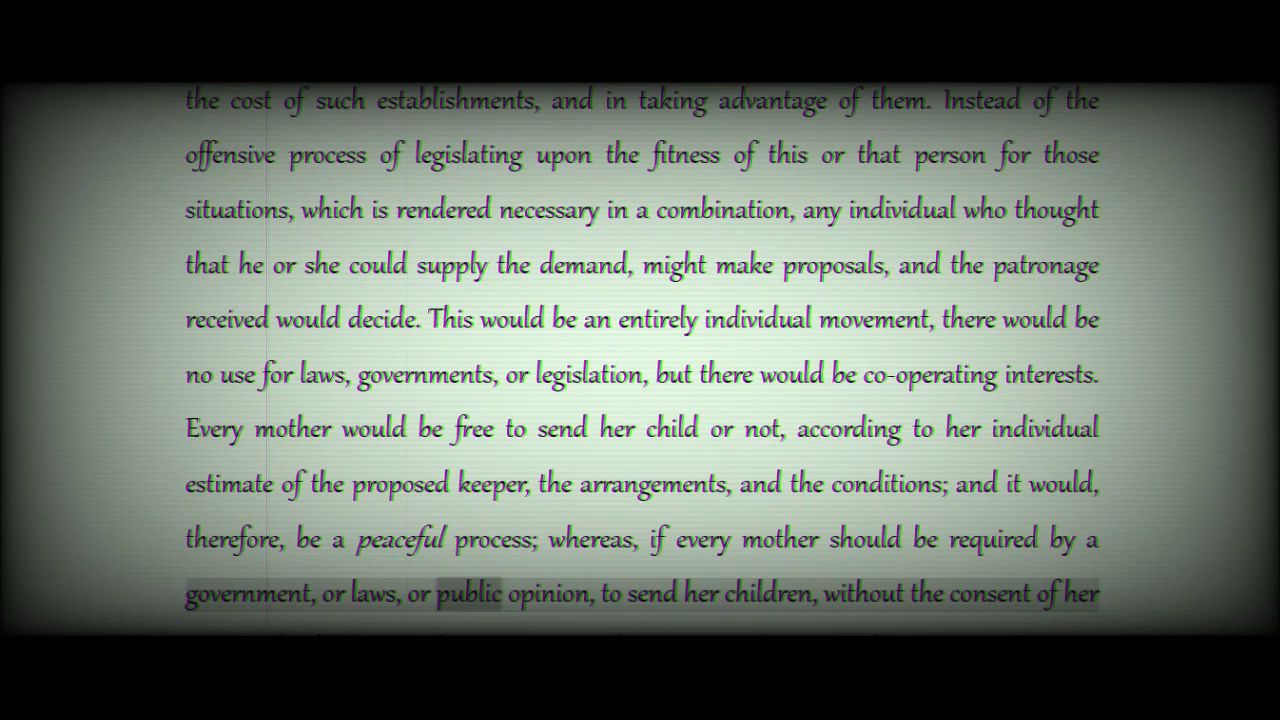 the cost of such establishments, and in taking advantage of them. Instead of the
offensive process of legislating upon the fitness of this or that person for those
situations, which is rendered necessary in a combination, any individual who thought
that he or she could supply the demand, might make proposals, and the patronage
received would decide. This would be an entirely individual movement, there would be
no use for laws, governments, or legislation, but there would be co-operating interests.
Every mother would be free to send her child or not, according to her individual
estimate of the proposed keeper, the arrangements, and the conditions; and it would,
therefore, be a peaceful process; whereas, if every mother should be required by a
government, or laws, or public opinion, to send her children, without the consent of her